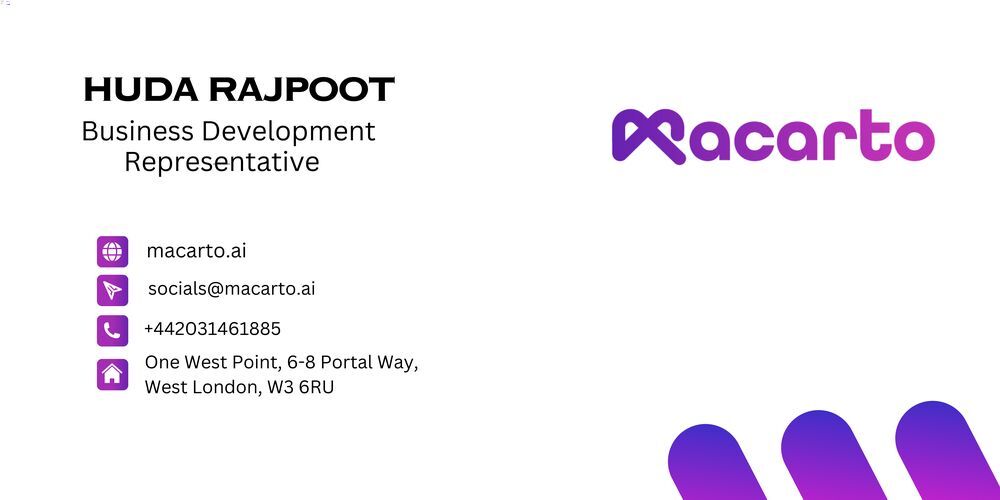 HUDA RAJPOOT
Business Development
Representative
Macarto
macarto.ai
socials@macarto.ai
+442031461885
One West Point, 6-8 Portal Way,
West London, W3 6RU